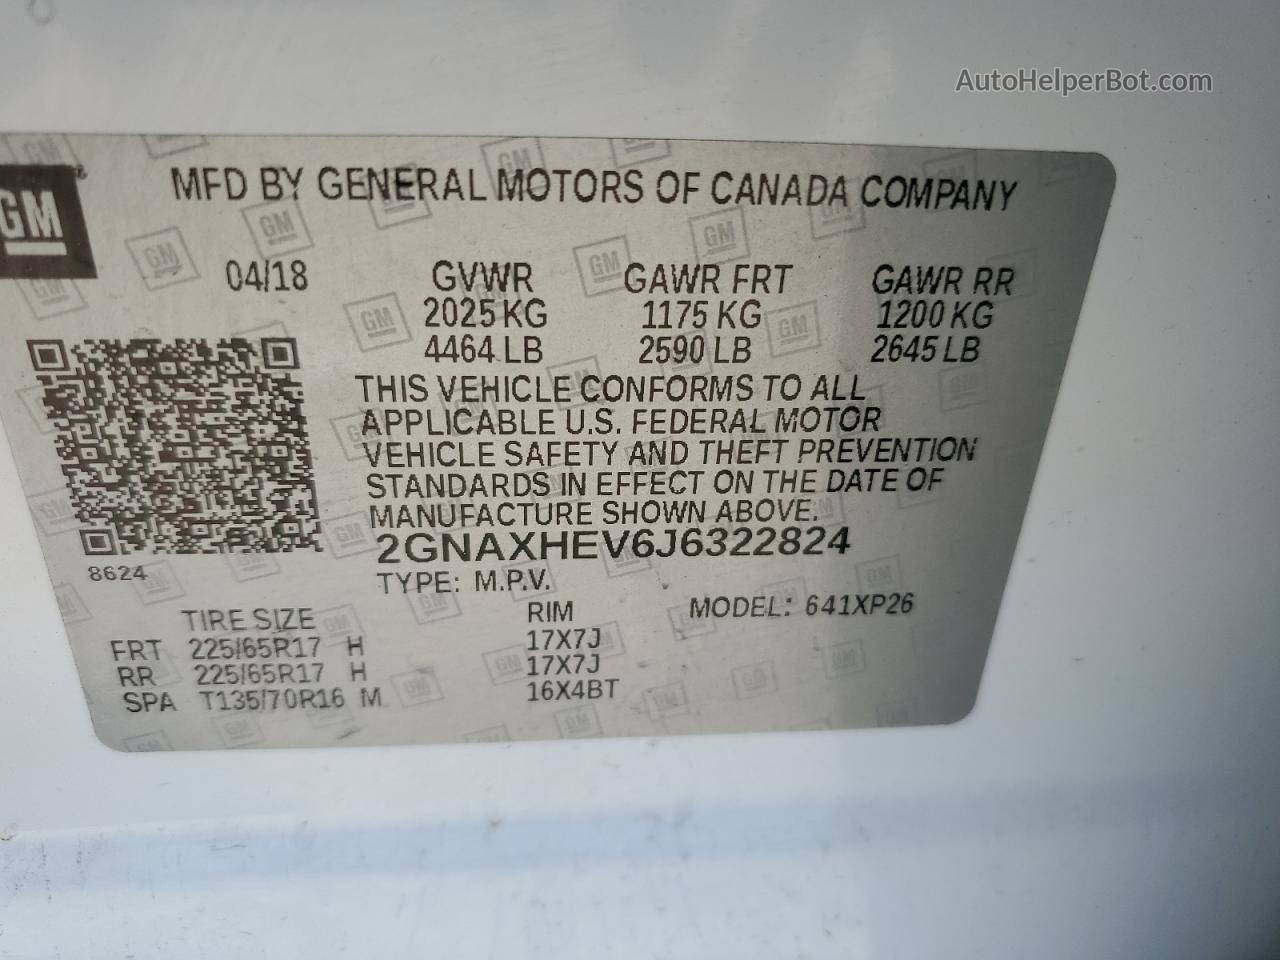 AutoHelperBot.com
GM
MFD BY GENERAL MOTORS OF CANADA COMPANY
04/18 GVWR GAWR FRT GAWR RR
2025 KG 1175 KG 1200 KG
4464 LB 2590 LB 2645 LB
THIS VEHICLE CONFORMS TO ALL
APPLICABLE U.S. FEDERAL MOTOR
VEHICLE SAFETY AND THEFT PREVENTION
STANDARDS IN EFFECT ON THE DATE OF
MANUFACTURE SHOWN ABOVE.
2GNAXHEV6J6322824
8624
TYPE: M.P.V.
TIRE SIZE RIM MODEL: 641XP26
FRT 225/65R17 H 17X7J
RR 225/65R17 H 17X7J
SPA T135/70R16 M 16X4BT